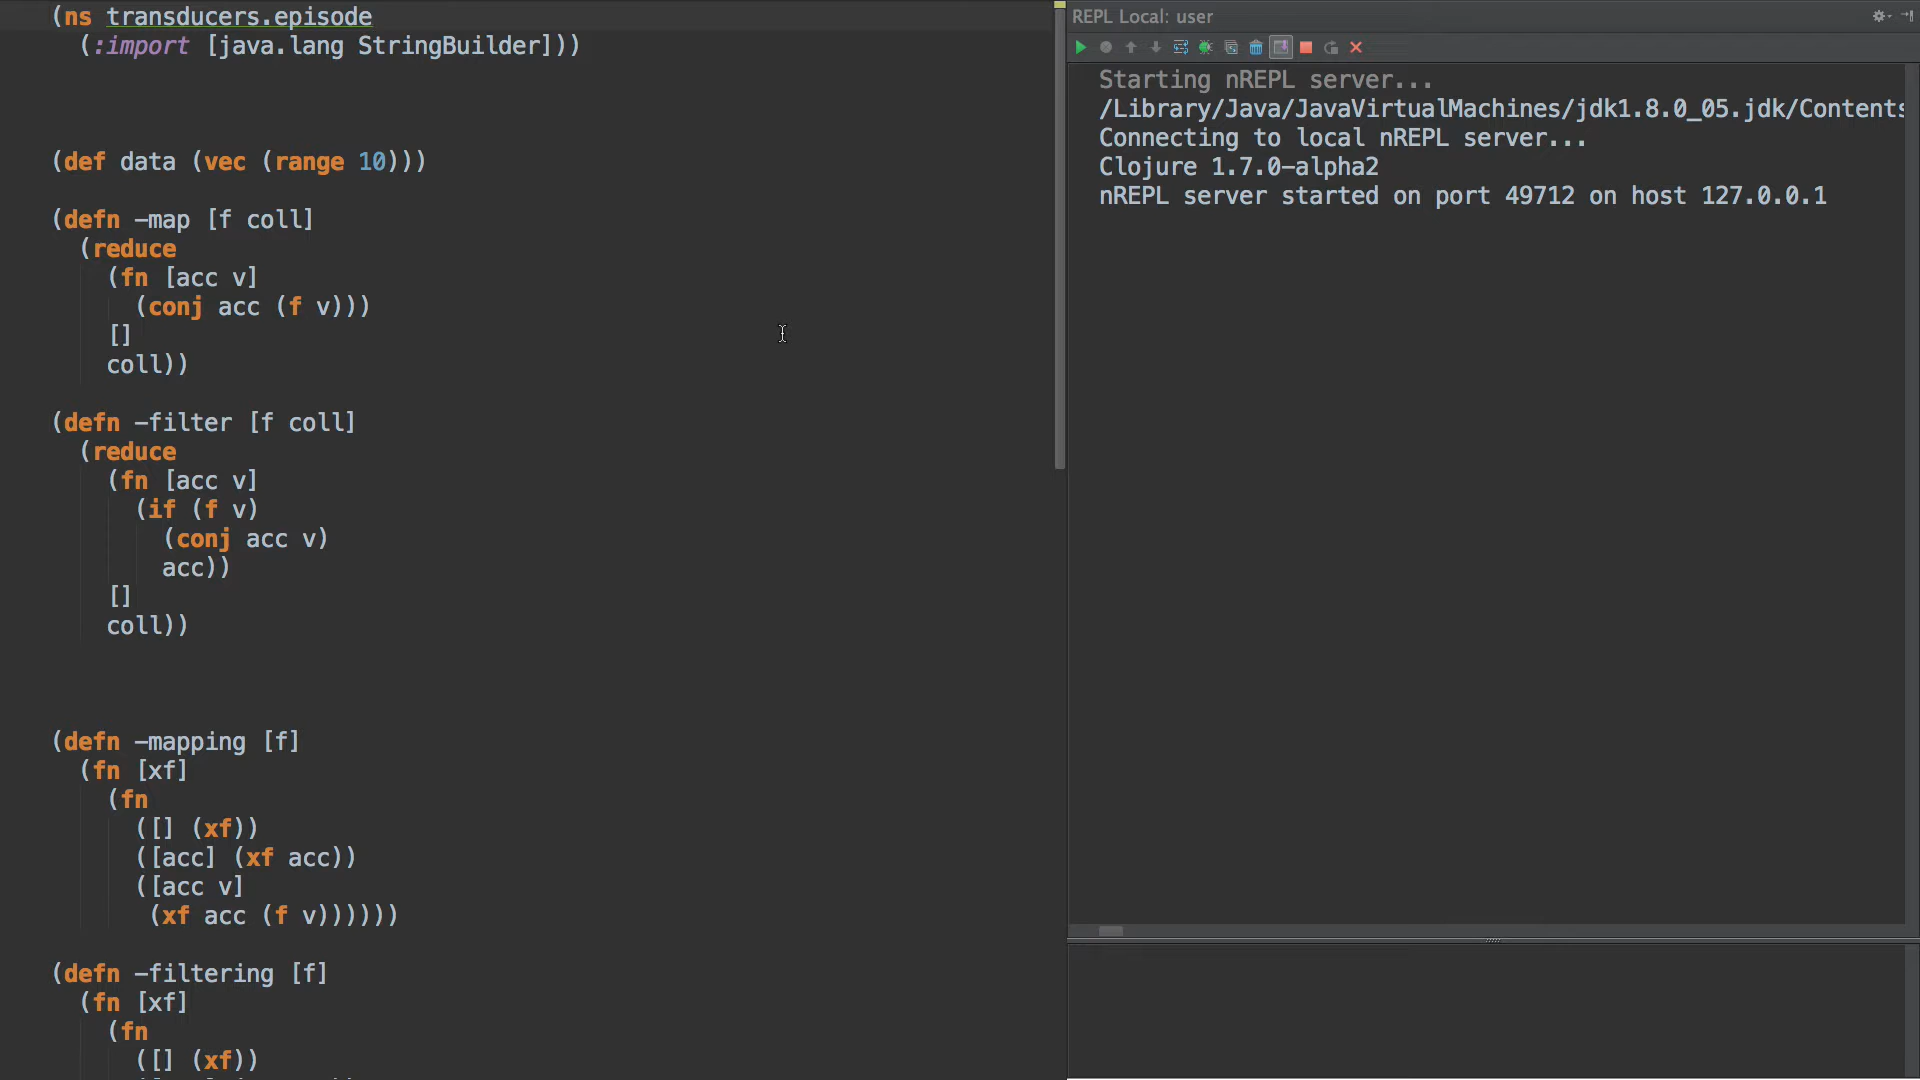 (ns transducers.episode
  (:import [java.lang StringBuilder]))
(def data (vec (range 10)))
(defn -map [f coll]
  (reduce
    (fn [acc v]
      (conj acc (f v)))
    []
    coll))
(defn -filter [f coll]
  (reduce
    (fn [acc v]
      (if (f v)
        (conj acc v)
        acc))
    []
    coll))
(defn -mapping [f]
  (fn [xf]
    (fn
      ([] (xf))
      ([acc] (xf acc))
      ([acc v]
       (xf acc (f v))))))
(defn -filtering [f]
  (fn [xf]
    (fn
      ([] (xf))
REPL Local: user
Starting nREPL server...
/Library/Java/JavaVirtualMachines/jdk1.8.0_05.jdk/Contents
Connecting to local nREPL server...
Clojure 1.7.0-alpha2
nREPL server started on port 49712 on host 127.0.0.1